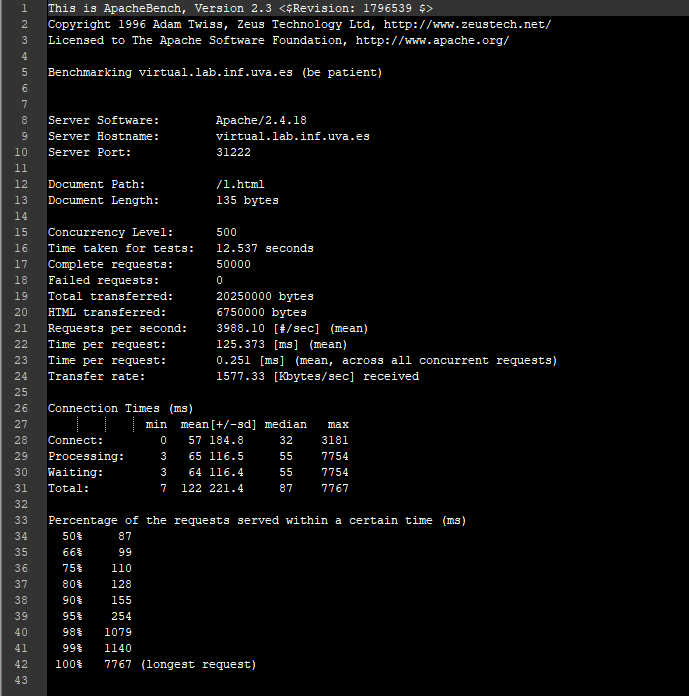 1 This is ApacheBench, Version 2.3 <$Revision: 1796539 $>
2 Copyright 1996 Adam Twiss, Zeus Technology Ltd, http://www.zeustech.net/
3 Licensed to The Apache Software Foundation, http://www.apache.org/
4
5 Benchmarking virtual.lab.inf.uva.es (be patient)
6
7
8 Server Software:        Apache/2.4.18
9 Server Hostname:        virtual.lab.inf.uva.es
10 Server Port:            31222
11
12 Document Path:          /1.html
13 Document Length:        135 bytes
14
15 Concurrency Level:      500
16 Time taken for tests:   12.537 seconds
17 Complete requests:      50000
18 Failed requests:        0
19 Total transferred:      20250000 bytes
20 HTML transferred:       6750000 bytes
21 Requests per second:    3988.10 [#/sec] (mean)
22 Time per request:       125.373 [ms] (mean)
23 Time per request:       0.251 [ms] (mean, across all concurrent requests)
24 Transfer rate:          1577.33 [Kbytes/sec] received
25
26 Connection Times (ms)
27               min  mean[+/-sd] median   max
28 Connect:        0   57 184.8     32    3181
29 Processing:     3   65 116.5     55    7754
30 Waiting:        3   64 116.4     55    7754
31 Total:          7  122 221.4     87    7767
32
33 Percentage of the requests served within a certain time (ms)
34   50%     87
35   66%     99
36   75%    110
37   80%    128
38   90%    155
39   95%    254
40   98%   1079
41   99%   1140
42  100%   7767 (longest request)
43